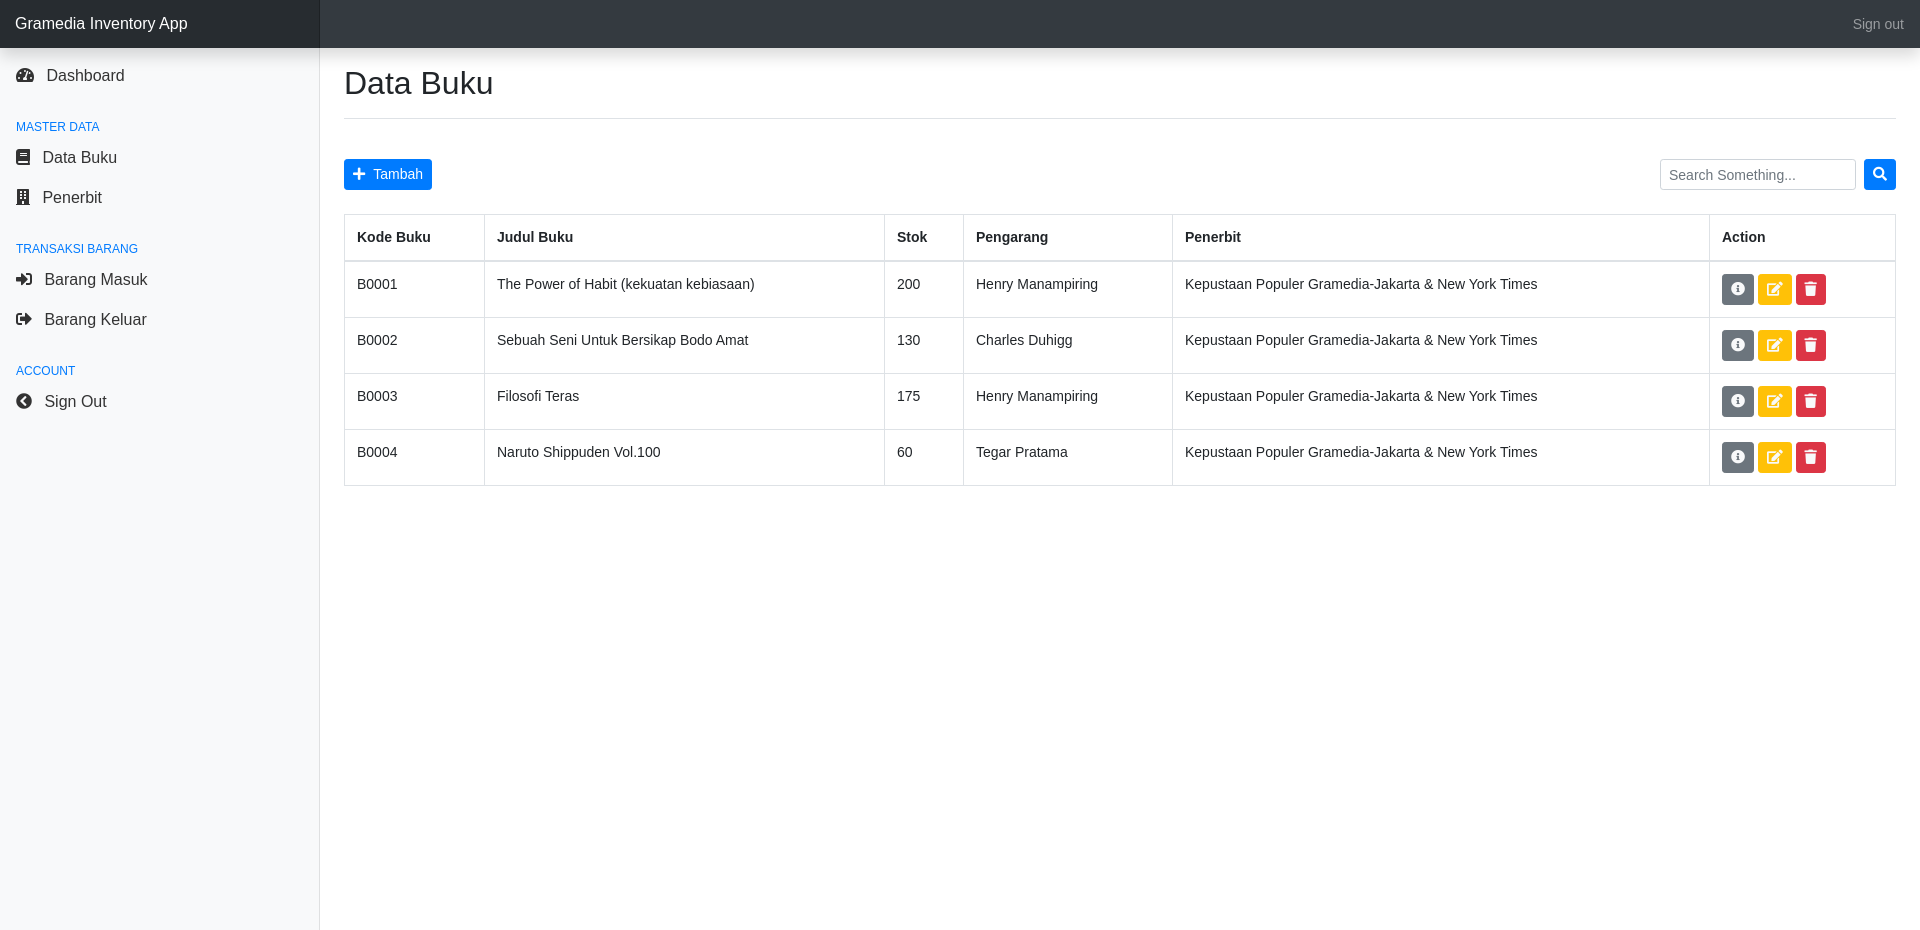 Gramedia Inventory App
Sign out
Dashboard
MASTER DATA
Data Buku
Penerbit
TRANSAKSI BARANG
Barang Masuk
Barang Keluar
ACCOUNT
Sign Out
Data Buku
Tambah
Search Something...
Kode Buku Judul Buku Stok Pengarang Penerbit Action
B0001 The Power of Habit (kekuatan kebiasaan) 200 Henry Manampiring Kepustaan Populer Gramedia-Jakarta & New York Times
B0002 Sebuah Seni Untuk Bersikap Bodo Amat 130 Charles Duhigg Kepustaan Populer Gramedia-Jakarta & New York Times
B0003 Filosofi Teras 175 Henry Manampiring Kepustaan Populer Gramedia-Jakarta & New York Times
B0004 Naruto Shippuden Vol.100 60 Tegar Pratama Kepustaan Populer Gramedia-Jakarta & New York Times